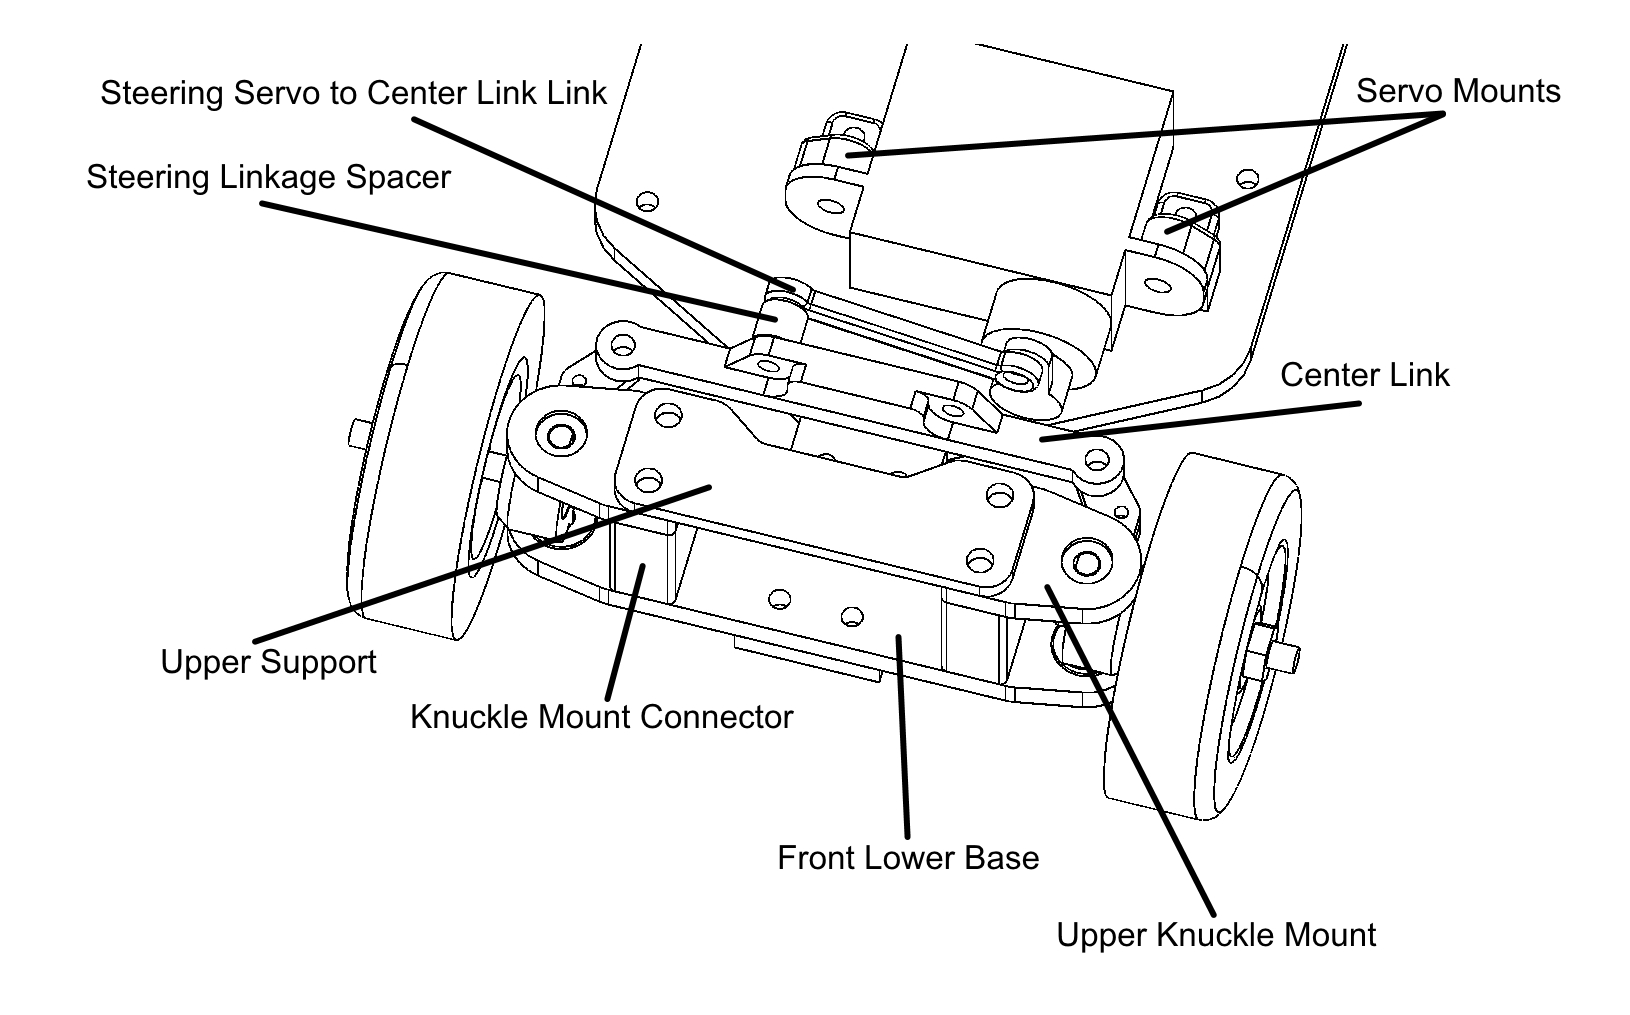 Steering Servo to Center Link Link
Servo Mounts
Steering Linkage Spacer
Center Link
Upper Support
Knuckle Mount Connector
Front Lower Base
Upper Knuckle Mount